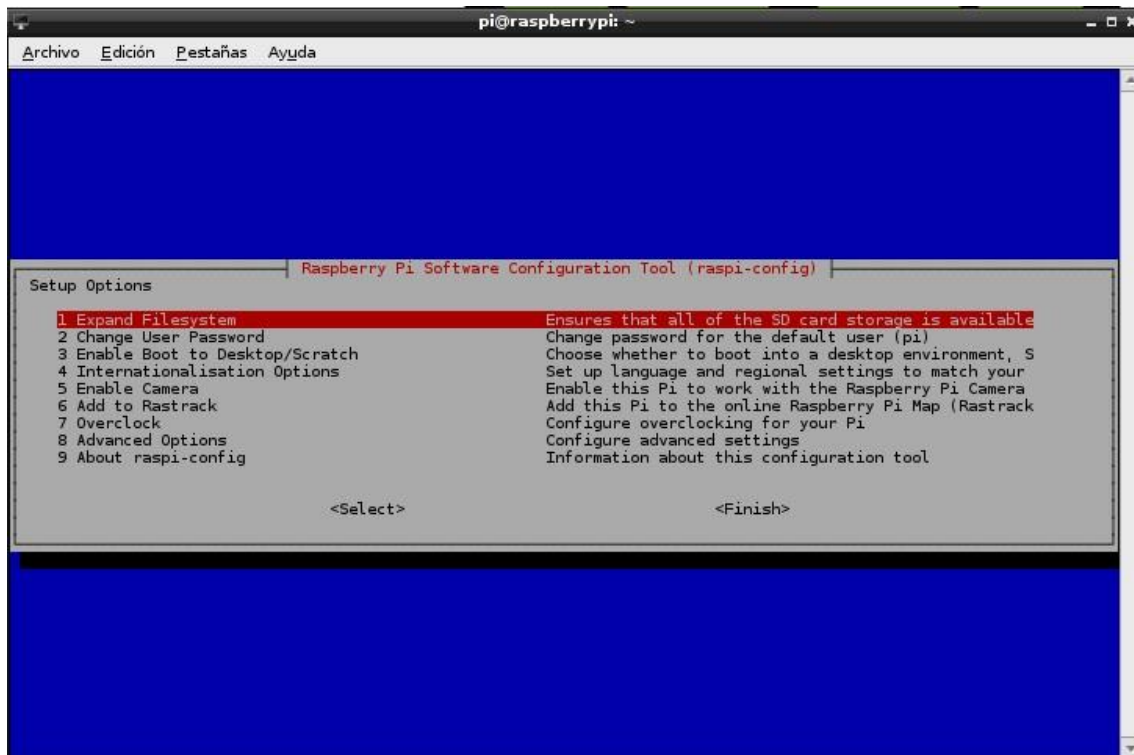 pi@raspberrypi: ~
Archivo Edición Pestañas Ayuda
Raspberry Pi Software Configuration Tool (raspi-config)
Setup Options
1 Expand Filesystem Ensures that all of the SD card storage is available
2 Change User Password Change password for the default user (pi)
3 Enable Boot to Desktop/Scratch Choose whether to boot into a desktop environment, S
4 Internationalisation Options Set up language and regional settings to match your
5 Enable Camera Enable this Pi to work with the Raspberry Pi Camera
6 Add to Rastrack Add this Pi to the online Raspberry Pi Map (Rastrack
7 Overclock Configure overclocking for your Pi
8 Advanced Options Configure advanced settings
9 About raspi-config Information about this configuration tool
<Select> <Finish>